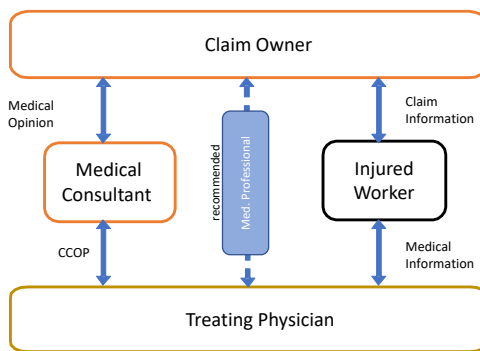 Claim Owner
Medical
Opinion
Claim
Information
recommended
Med. Professional
Medical
Consultant
Injured
Worker
CCOP
Medical
Information
Treating Physician